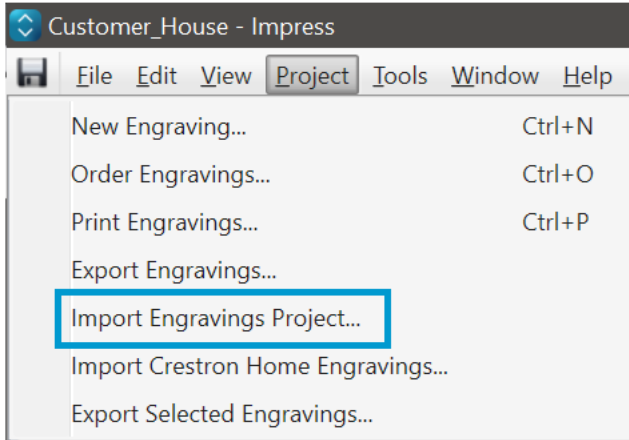 Customer_House - Impress
File Edit View Project Tools Window Help
New Engraving... Ctrl+N
Order Engravings... Ctrl+O
Print Engravings... Ctrl+P
Export Engravings...
Import Engravings Project...
Import Crestron Home Engravings...
Export Selected Engravings...